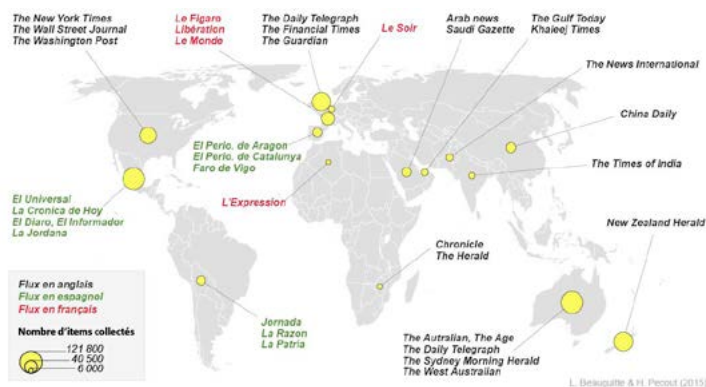 The New York Times
The Wall Street Journal
The Washington Post
Le Figaro
Libération
Le Monde
The Daily Telegraph
The Financial Times
The Guardian
Le Soir
Arab news
Saudi Gazette
The Gulf Today
Khaleej Times
The News International
China Daily
The Times of India
El Perio. de Aragon
El Perio. de Catalunya
Faro de Vigo
El Universal
La Cronica de Hoy
El Diaro, El Informador
La Jordana
L'Expression
New Zealand Herald
Chronicle
The Herald
Jornada
La Razon
La Patria
The Autralian, The Age
The Daily Telegraph
The Sydney Morning Herald
The West Australian
Flux en anglais
Flux en espagnol
Flux en français
Nombre d'items collectés
121 800
40 500
6 000
L. Beauguitte & H. Pecout (2015)